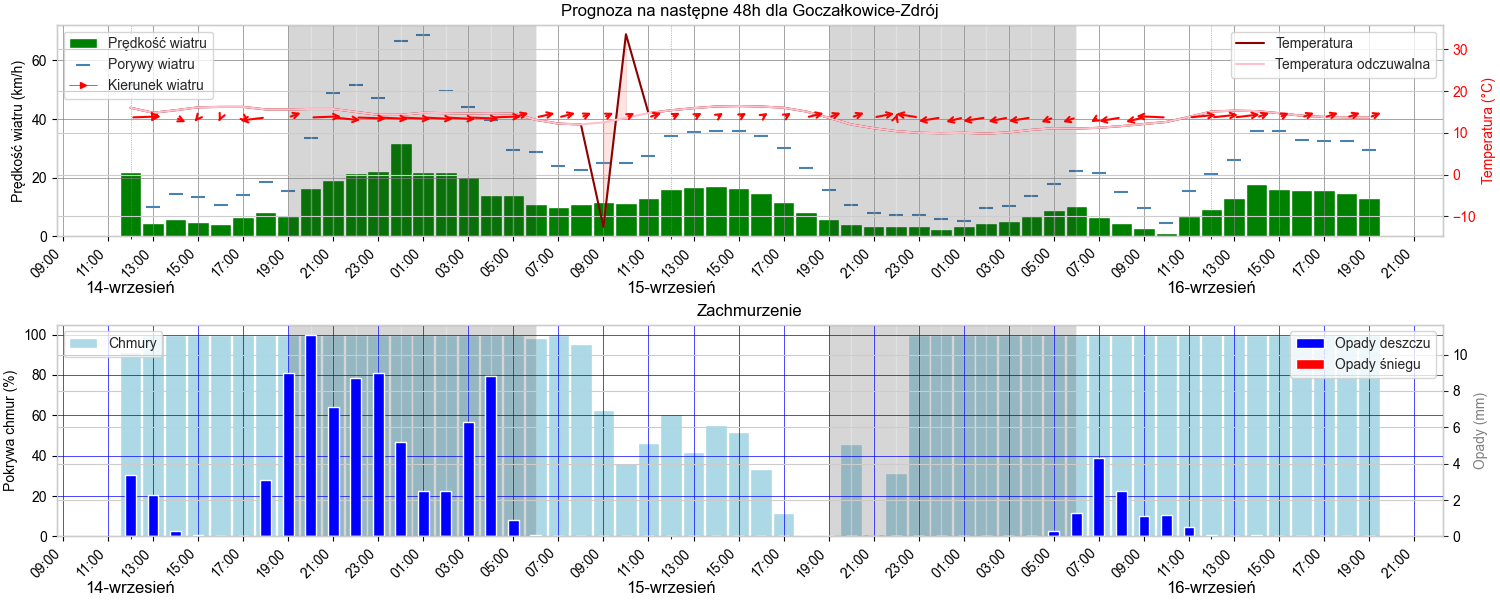 Prognoza na następne 48h dla Goczałkowice-Zdrój
Prędkość wiatru (km/h)
60
40
20
0
Prędkość wiatru
Porywy wiatru
Kierunek wiatru
Temperatura
Temperatura odczuwalna
30
20
10
0
−10
Temperatura (°C)
09:00 11:00 13:00 15:00 17:00 19:00 21:00 23:00 01:00 03:00 05:00 07:00 09:00 11:00 13:00 15:00 17:00 19:00 21:00 23:00 01:00 03:00 05:00 07:00 09:00 11:00 13:00 15:00 17:00 19:00 21:00
14-wrzesień 15-wrzesień 16-wrzesień
Zachmurzenie
Pokrywa chmur (%)
100
80
60
40
20
0
Chmury
Opady deszczu
Opady śniegu
10
8
6
4
2
0
Opady (mm)
09:00 11:00 13:00 15:00 17:00 19:00 21:00 23:00 01:00 03:00 05:00 07:00 09:00 11:00 13:00 15:00 17:00 19:00 21:00 23:00 01:00 03:00 05:00 07:00 09:00 11:00 13:00 15:00 17:00 19:00 21:00
14-wrzesień 15-wrzesień 16-wrzesień